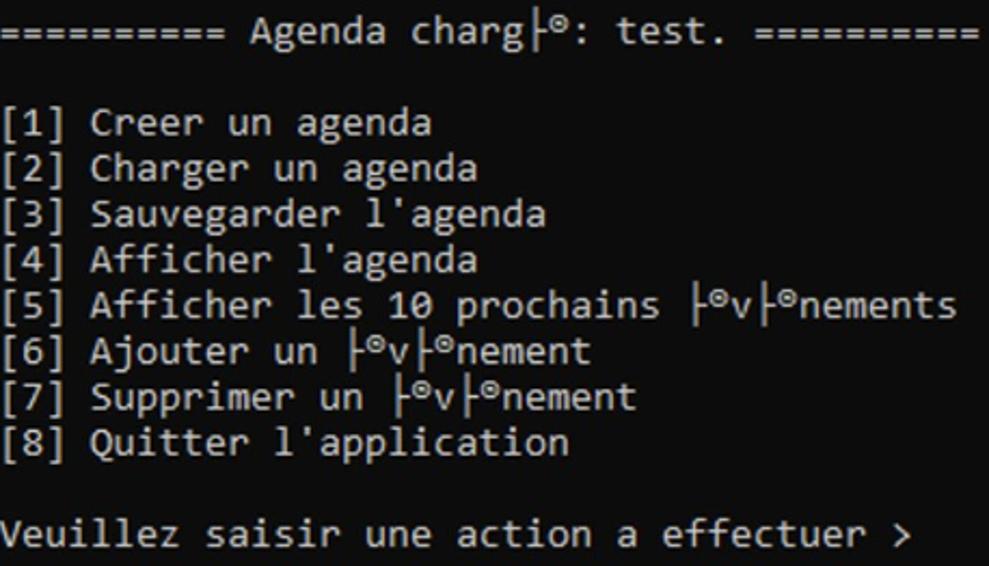 ========== Agenda charg├®: test. ==========
[1] Creer un agenda
[2] Charger un agenda
[3] Sauvegarder l'agenda
[4] Afficher l'agenda
[5] Afficher les 10 prochains ├®v├®nements
[6] Ajouter un ├®v├®nement
[7] Supprimer un ├®v├®nement
[8] Quitter l'application
Veuillez saisir une action a effectuer >